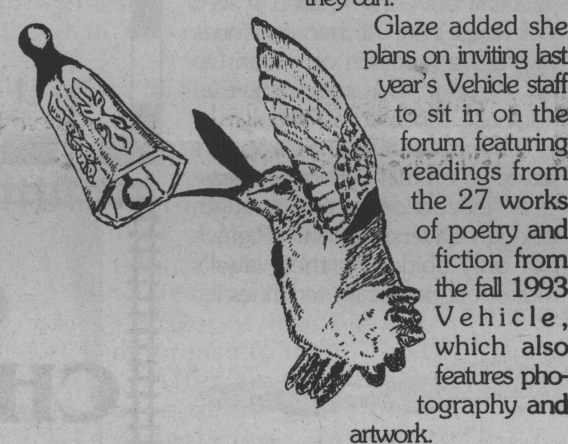 they can.
Glaze added she
plans on inviting last
year's Vehicle staff
to sit in on the
forum featuring
readings from
the 27 works
of poetry and
fiction from
the fall 1993
Vehicle,
which also
features pho-
tography and
artwork.